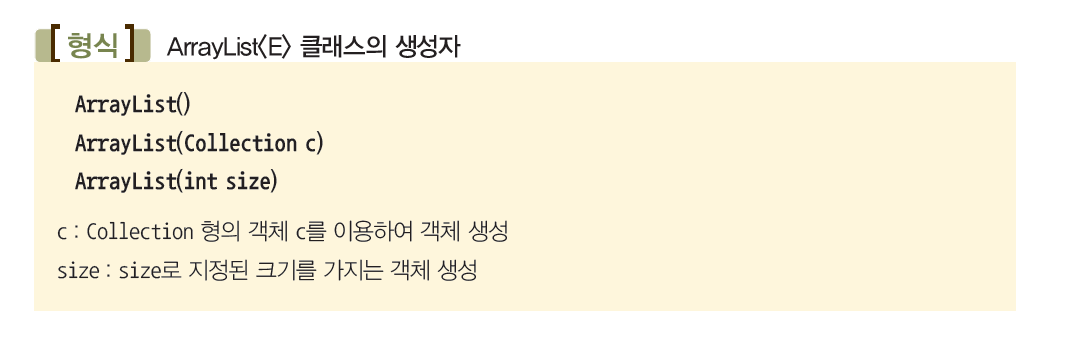 [형식] ArrayList<E> 클래스의 생성자
ArrayList()
ArrayList(Collection c)
ArrayList(int size)
c : Collection 형의 객체 c를 이용하여 객체 생성
size : size로 지정된 크기를 가지는 객체 생성